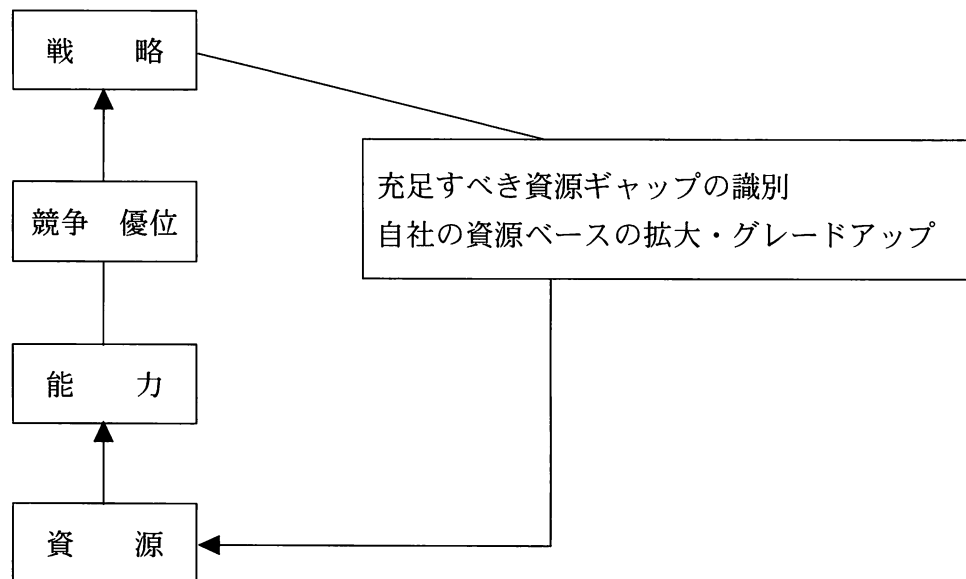 戦　略
充足すべき資源ギャップの識別
自社の資源ベースの拡大・グレードアップ
競争　優位
能　力
資　源